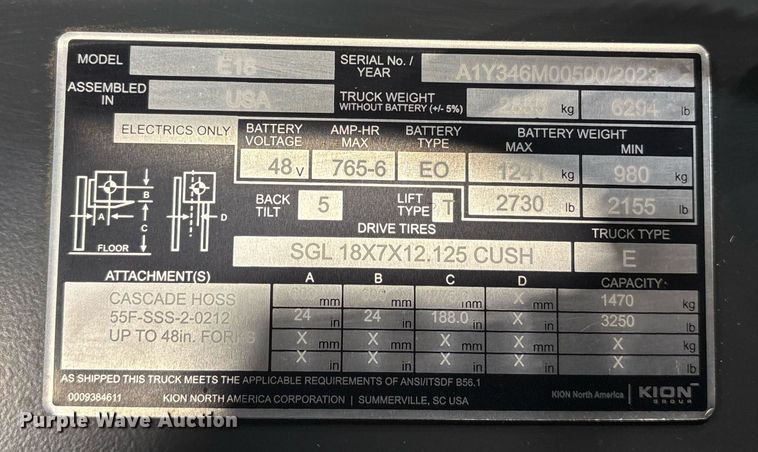 MODEL E16 SERIAL No. / YEAR A1Y346M00500/2023
ASSEMBLED IN USA TRUCK WEIGHT WITHOUT BATTERY (+/- 5%) kg 6294 lb
ELECTRICS ONLY BATTERY VOLTAGE AMP-HR MAX BATTERY TYPE BATTERY WEIGHT MAX MIN
48 V 765-6 EO 1241 kg 980 kg
BACK TILT 5 LIFT TYPE T 2730 lb 2155 lb
DRIVE TIRES TRUCK TYPE
SGL 18X7X12.125 CUSH E
A B C D
FLOOR
ATTACHMENT(S) A B C D CAPACITY
CASCADE HOSS mm mm mm X mm 1470 kg
55F-SSS-2-0212 24 in 24 in 188.0 in X in 3250 lb
UP TO 48in. FORKS X mm X mm X mm X mm X kg
X in X in X in X in X lb
AS SHIPPED THIS TRUCK MEETS THE APPLICABLE REQUIREMENTS OF ANSI/ITSDF B56.1
0009384611 KION NORTH AMERICA CORPORATION | SUMMERVILLE, SC USA KION North America | KION GROUP
Purple Wave Auction